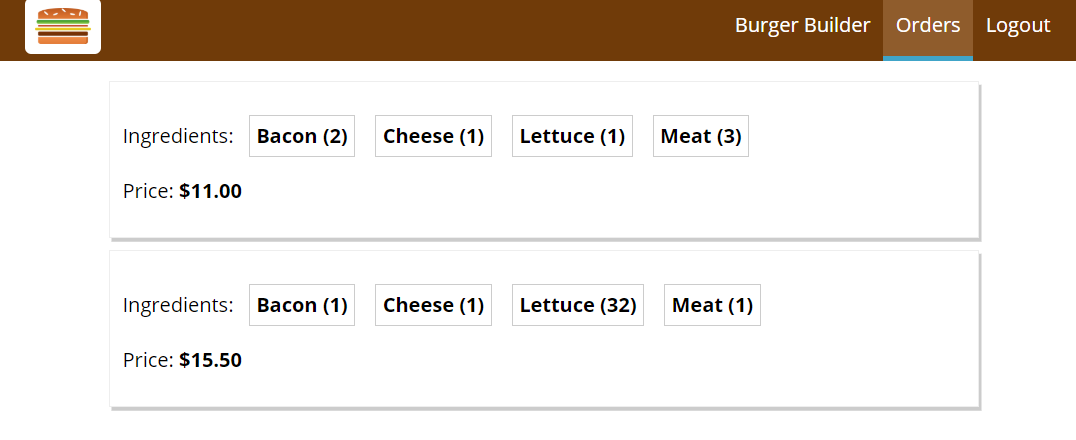 Burger Builder Orders Logout
Ingredients: Bacon (2) Cheese (1) Lettuce (1) Meat (3)
Price: $11.00
Ingredients: Bacon (1) Cheese (1) Lettuce (32) Meat (1)
Price: $15.50